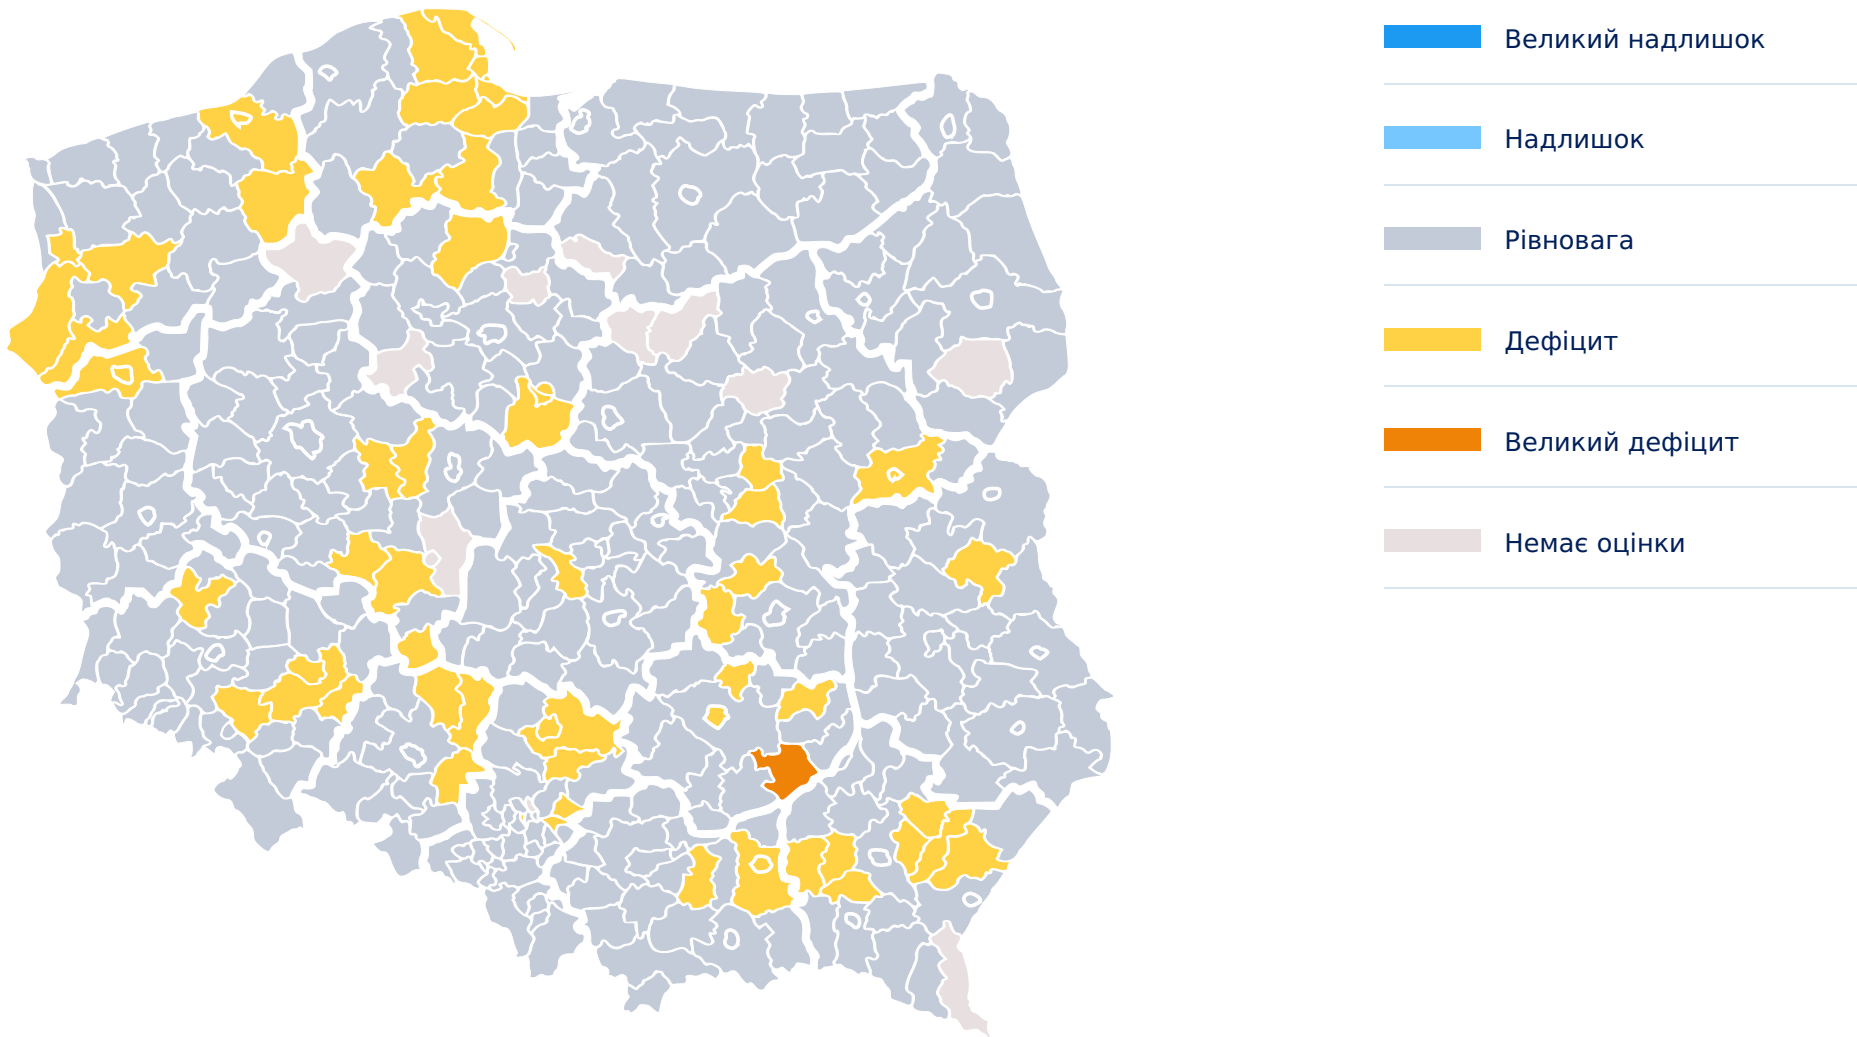 Великий надлишок
Надлишок
Рівновага
Дефіцит
Великий дефіцит
Немає оцінки